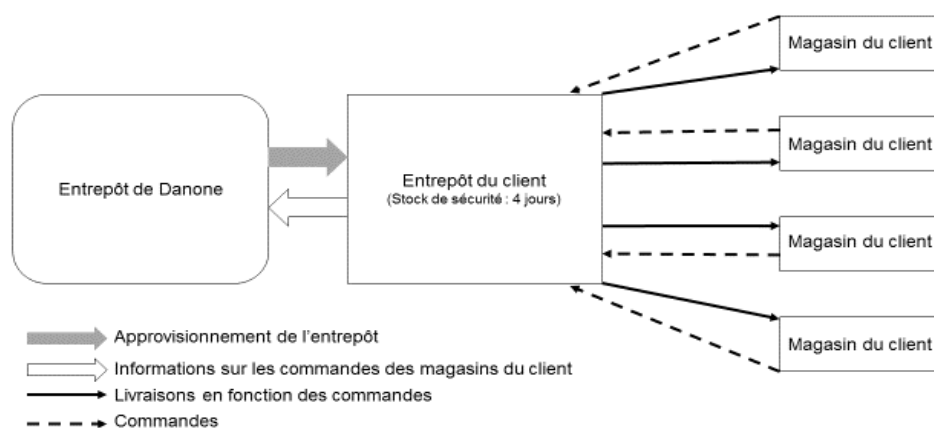 Magasin du client
Entrepôt de Danone
Entrepôt du client
(Stock de sécurité : 4 jours)
Magasin du client
Magasin du client
Magasin du client
Approvisionnement de l'entrepôt
Informations sur les commandes des magasins du client
Livraisons en fonction des commandes
Commandes